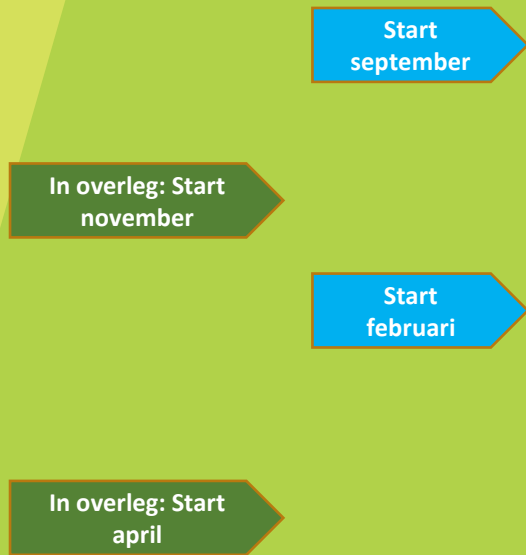 Start
september
In overleg: Start
november
Start
februari
In overleg: Start
april